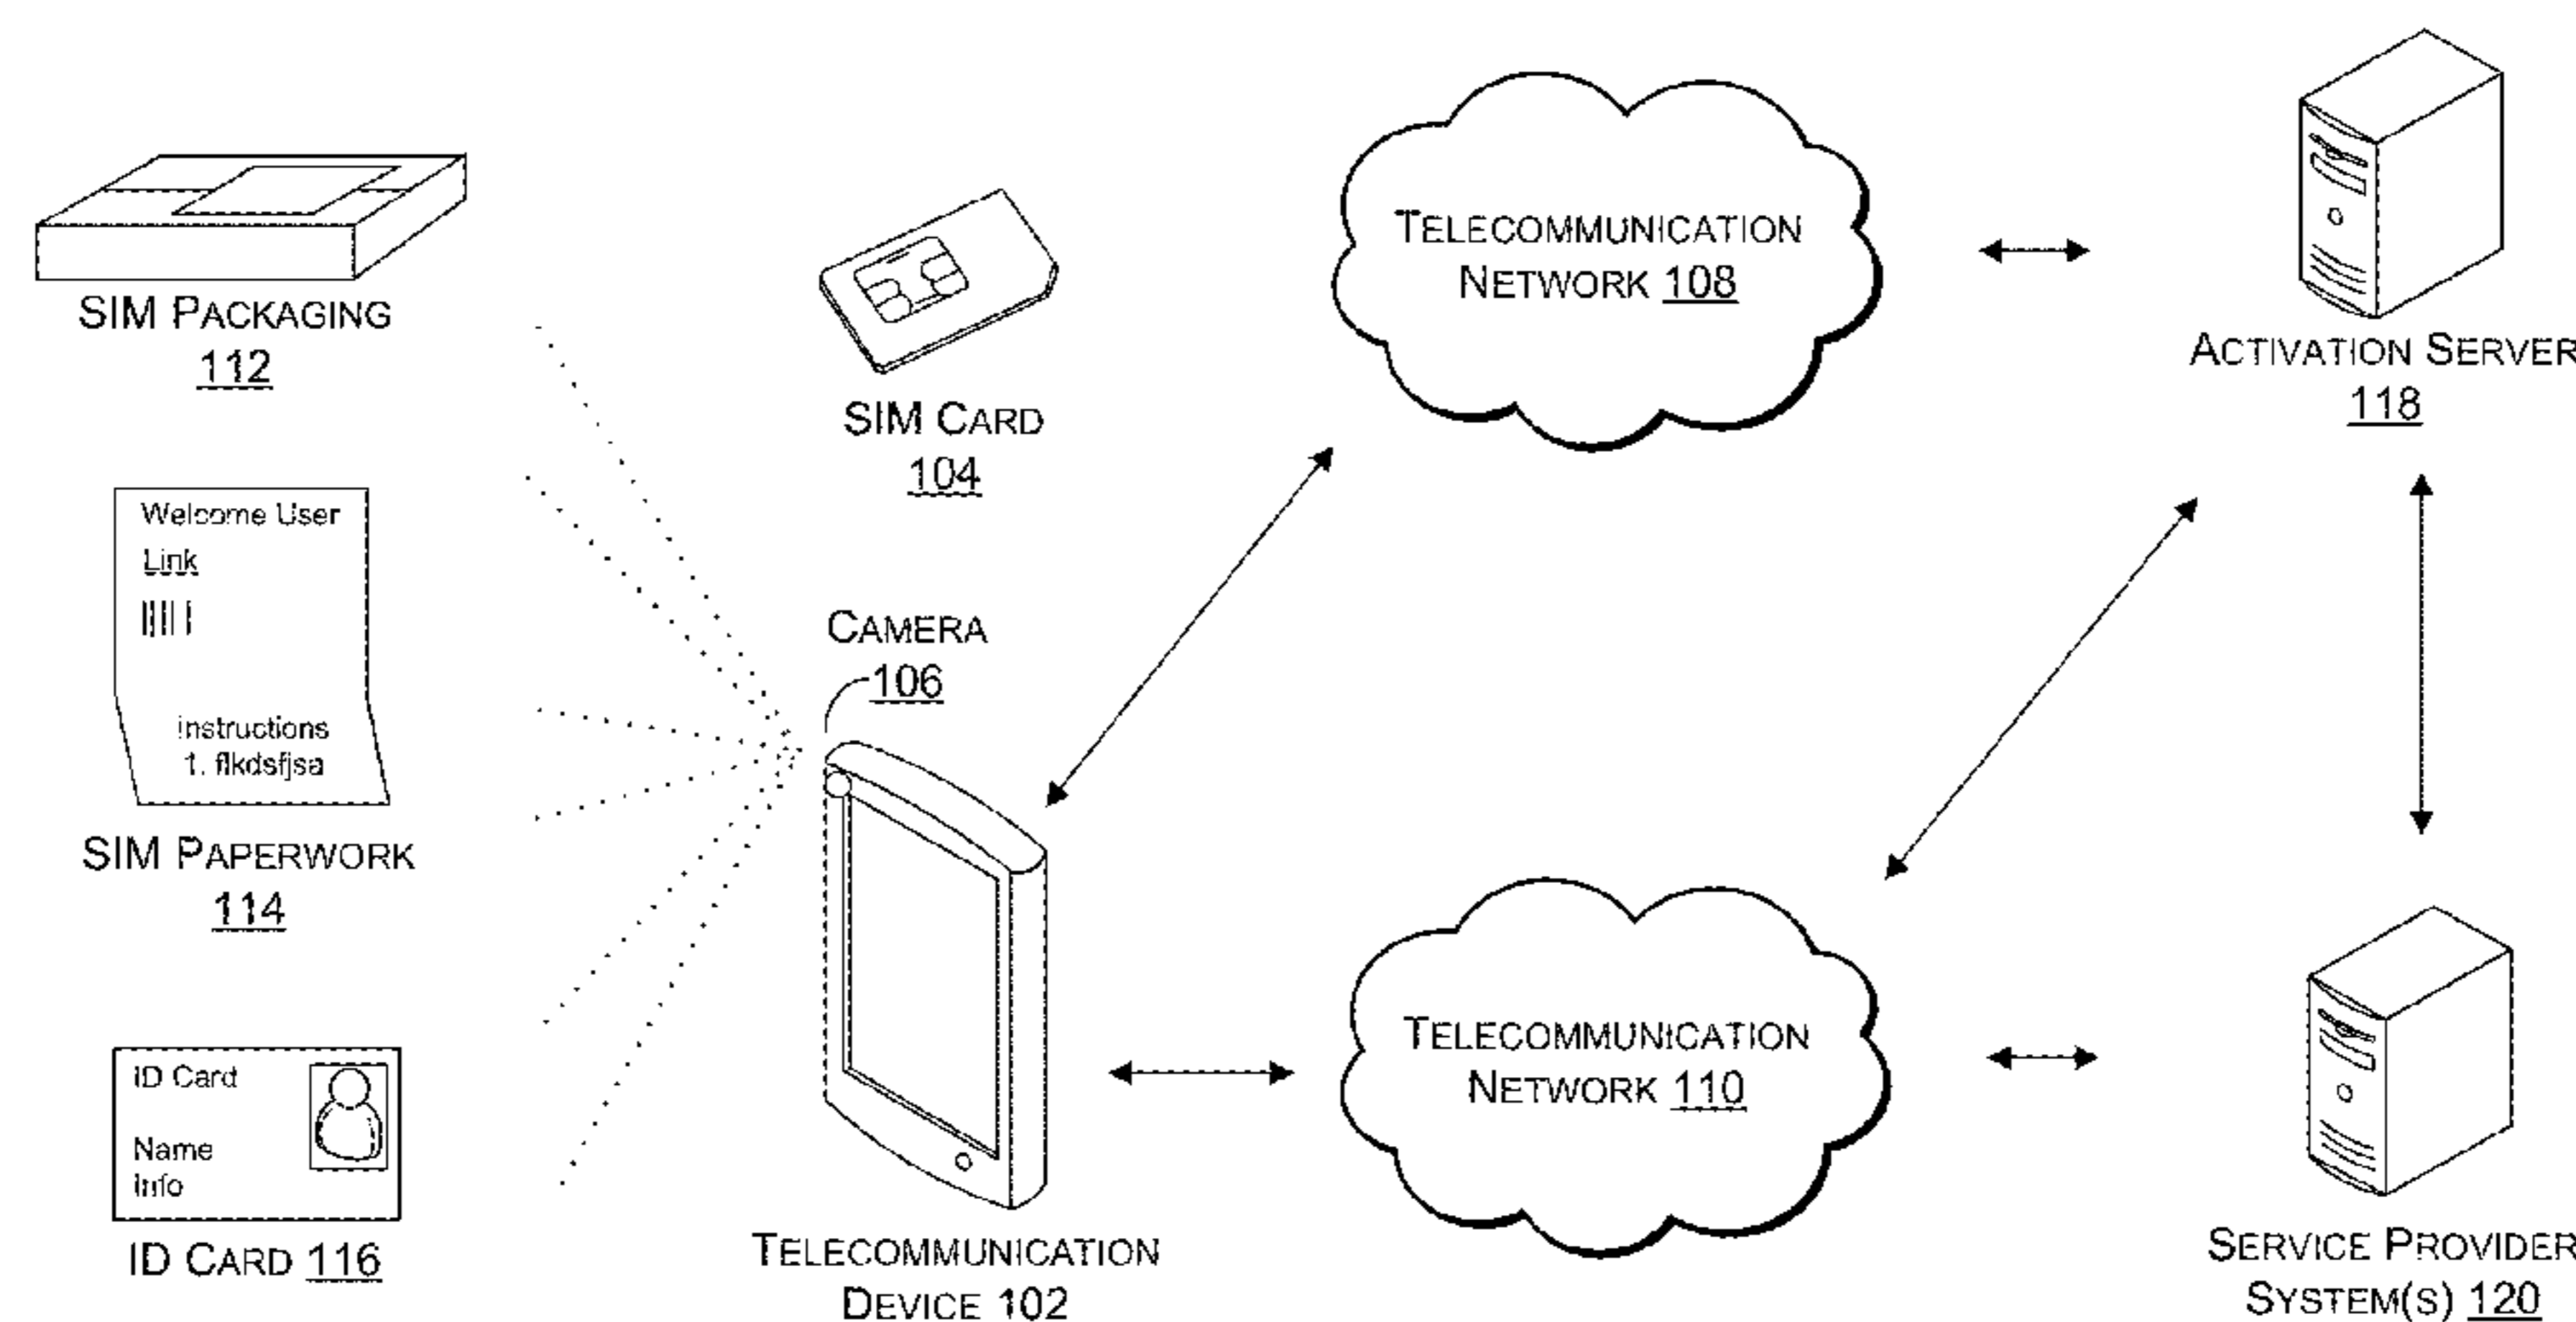 SIM PACKAGING
112
Welcome User
Link
instructions
1. flkdsfjsa
SIM PAPERWORK
114
ID Card
Name
Info
ID CARD 116
SIM CARD
104
CAMERA
106
TELECOMMUNICATION
DEVICE 102
TELECOMMUNICATION
NETWORK 108
TELECOMMUNICATION
NETWORK 110
ACTIVATION SERVER
118
SERVICE PROVIDER
SYSTEM(S) 120